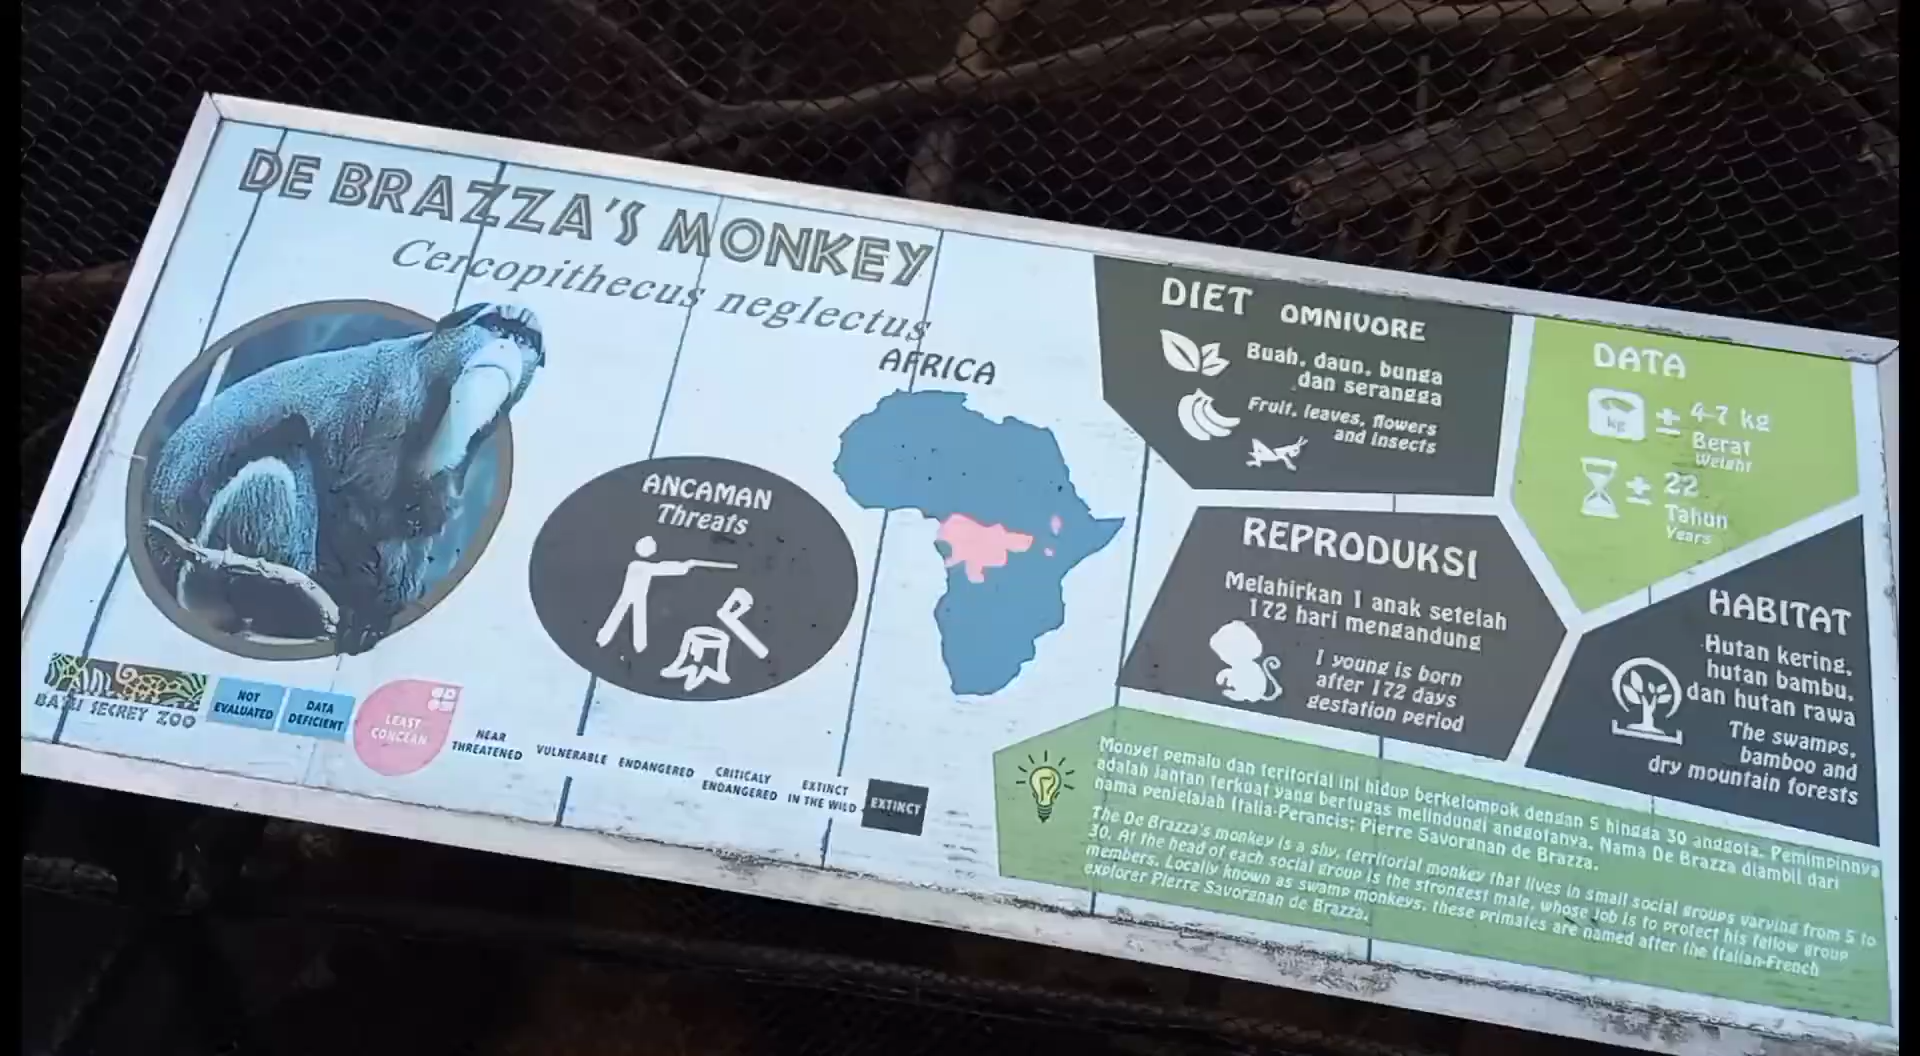 DE BRAZZA'S MONKEY
Cercopithecus neglectus
AFRICA
ANCAMAN
Threats
BATU SECRET ZOO
NOT
EVALUATED
DATA
DEFICIENT
LEAST
CONCEAN
NEAR
THREATENED
VULNERABLE
ENDANGERED
CRITICALY
ENDANGERED
EXTINCT
IN THE WILD
EXTINCT
DIET OMNIVORE
Buah, daun, bunga
dan serangga
Fruit, leaves, flowers
and insects
DATA
kg
± 4-7 kg
Berat
Weight
± 22
Tahun
Years
REPRODUKSI
Melahirkan 1 anak setelah
172 hari mengandung
1 young is born
after 172 days
gestation period
HABITAT
Hutan kering,
hutan bambu,
dan hutan rawa
The swamps,
bamboo and
dry mountain forests
Monyet pemalu dan teritorial ini hidup berkelompok dengan 5 hingga 30 anggota. Pemimpinnya
adalah jantan terkuat yang bertugas melindungi anggotanya. Nama De Brazza diambil dari
nama penjelajah Italia-Perancis; Pierre Savorgnan de Brazza.
The De Brazza's monkey is a shy, territorial monkey that lives in small social groups varying from 5 to
30. At the head of each social group is the strongest male, whose job is to protect his fellow group
members. Locally known as swamp monkeys, these primates are named after the Italian-French
explorer Pierre Savorgnan de Brazza.